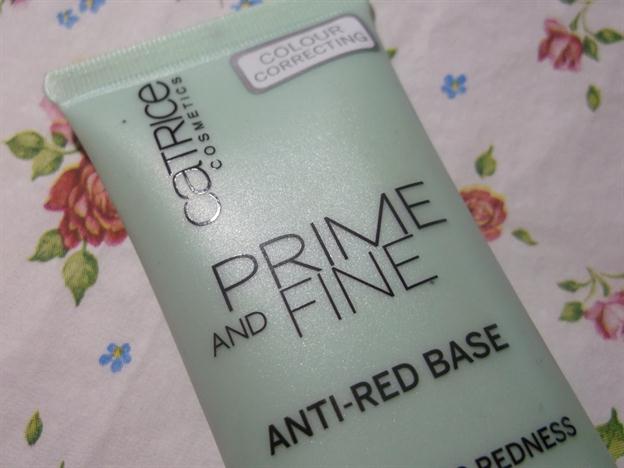 COLOUR
CORRECTING
CATRICE
COSMETICS
PRIME
AND FINE
ANTI-RED BASE
REDNESS